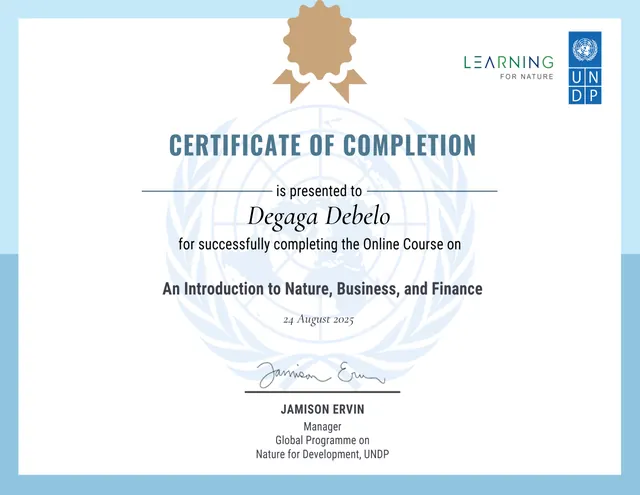 LEARNING
FOR NATURE
U N
D P
CERTIFICATE OF COMPLETION
is presented to
Degaga Debelo
for successfully completing the Online Course on
An Introduction to Nature, Business, and Finance
24 August 2025
Jamison Ervin
JAMISON ERVIN
Manager
Global Programme on
Nature for Development, UNDP